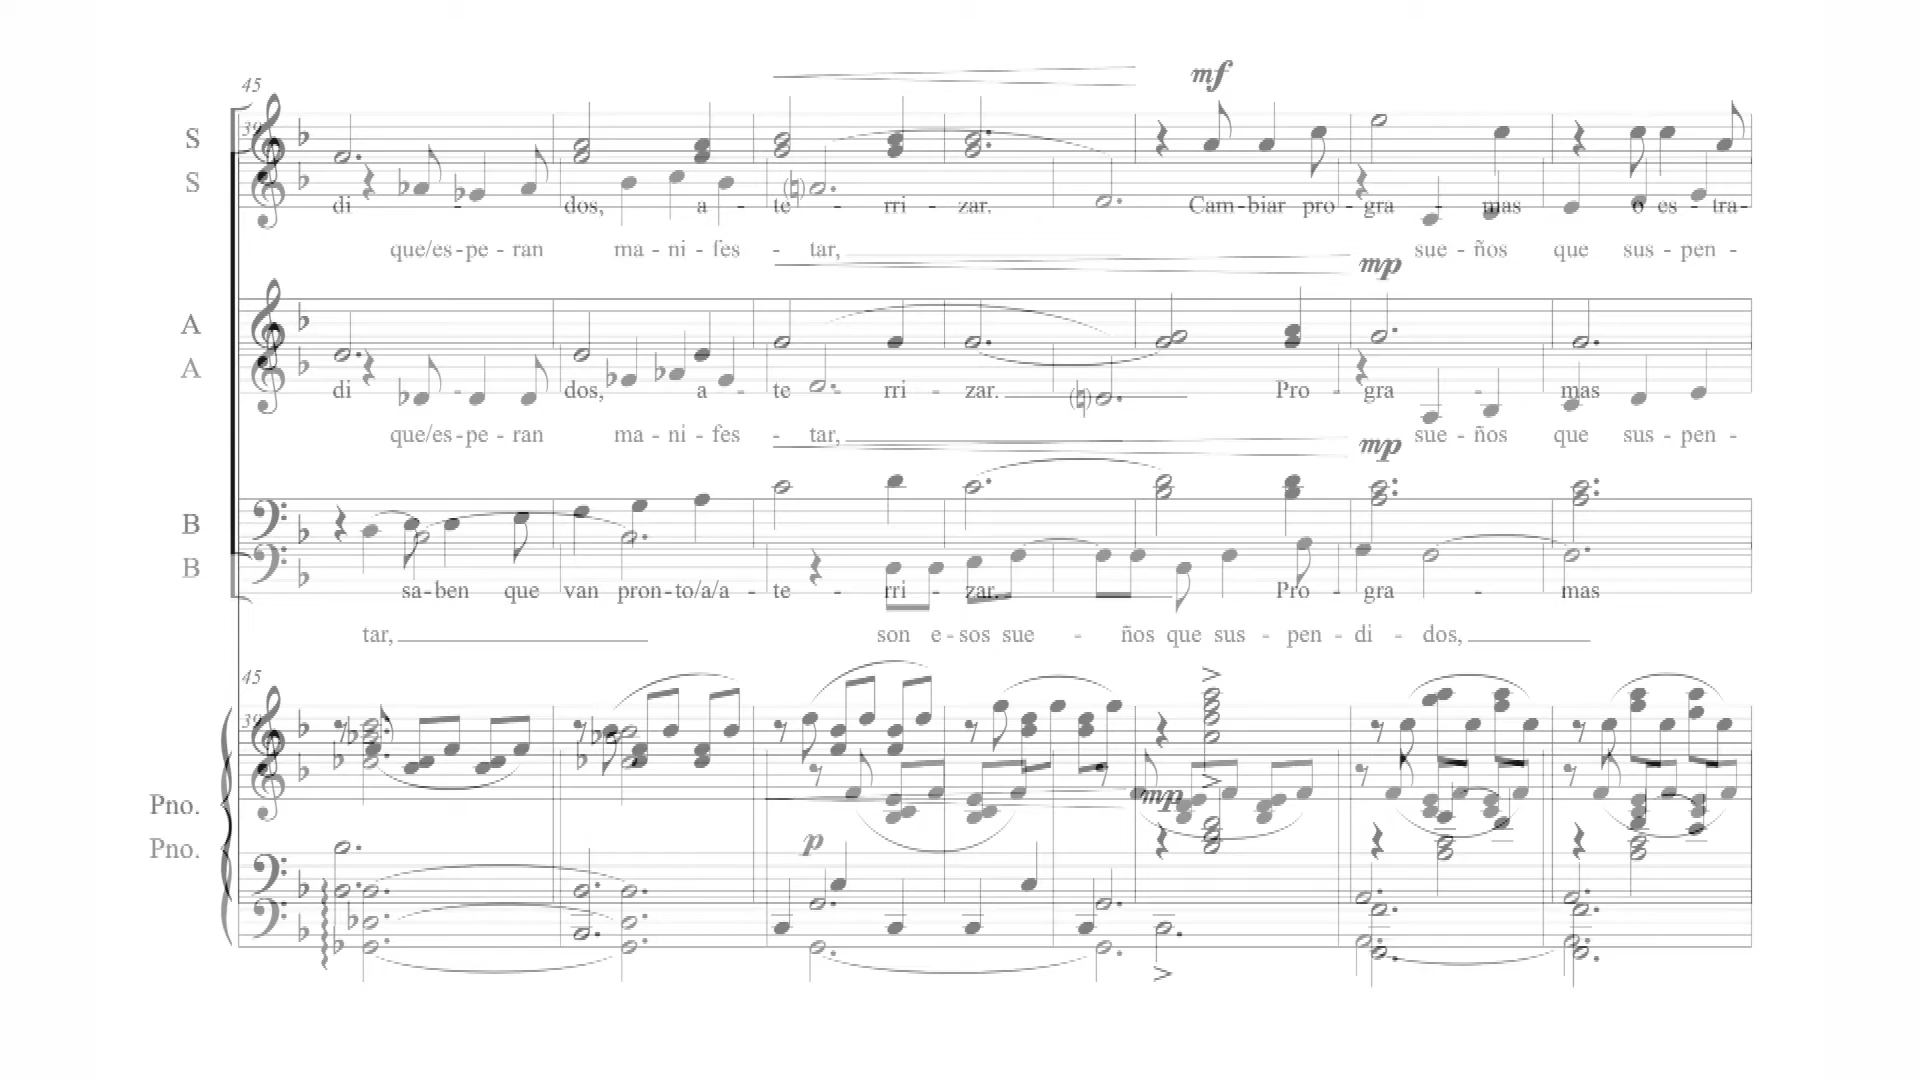 45
39
mf
S
S
di - dos, a - te - rri - zar. Cam-biar pro - gra - mas o es - tra-
que/es-pe - ran ma - ni - fes - tar, sue - ños que sus - pen -
mp
A
A
di - dos, a - te - rri - zar. Pro - gra - mas
que/es-pe - ran ma - ni - fes - tar, sue - ños que sus - pen -
mp
B
B
sa-ben que van pron-to/a/a - te - rri - zar. Pro - gra - mas
tar, son e-sos sue - ños que sus - pen - di - dos,
45
39
mp
Pno.
p
Pno.